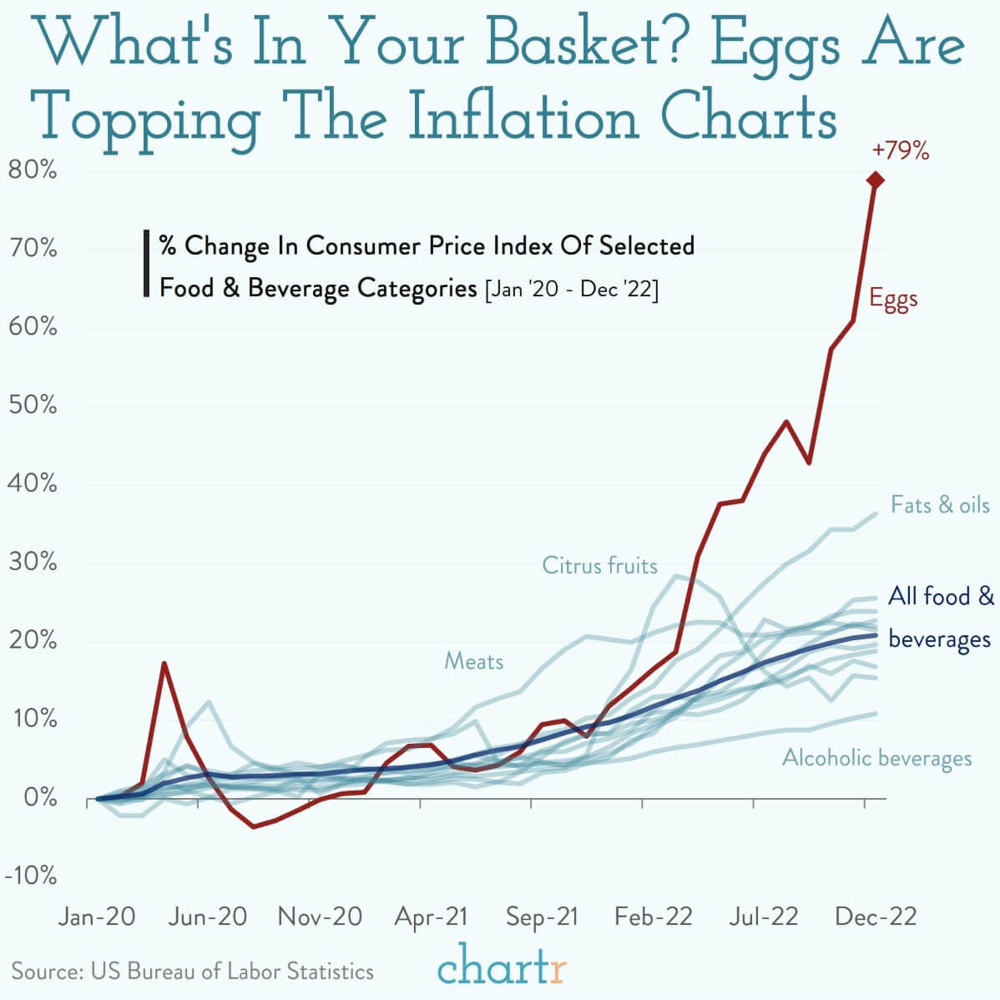 What's In Your Basket? Eggs Are
Topping The Inflation Charts
+79%
80%
% Change In Consumer Price Index Of Selected
70%
Food & Beverage Categories [Jan '20 - Dec '22]
Eggs
60%
50%
40%
Fats & oils
30%
Citrus fruits
All food &
beverages
20%
Meats
10%
Alcoholic beverages
0%
-10%
Jan-20 Jun-20 Nov-20 Apr-21 Sep-21 Feb-22 Jul-22 Dec-22
Source: US Bureau of Labor Statistics
chartr